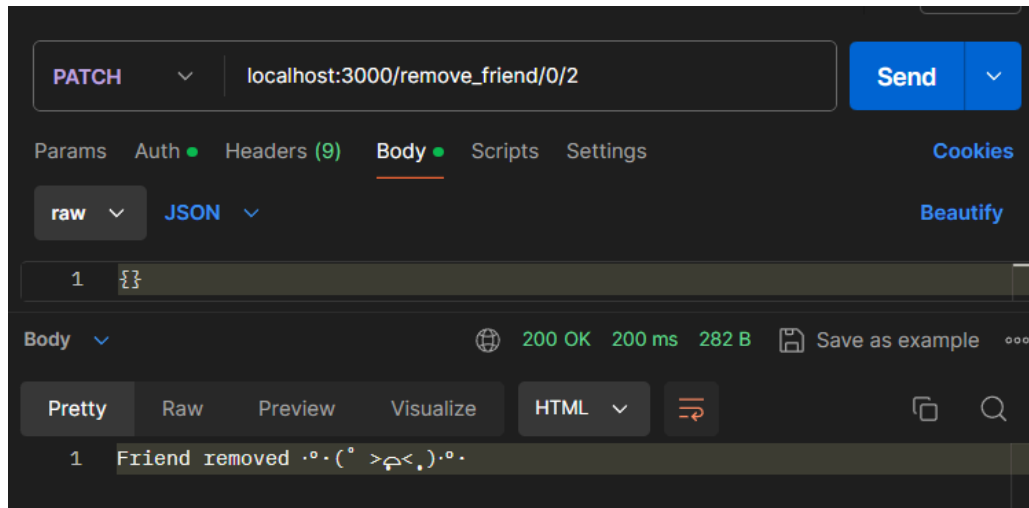 PATCH localhost:3000/remove_friend/0/2 Send
Params Auth Headers (9) Body Scripts Settings Cookies
raw JSON Beautify
1 {}
Body 200 OK 200 ms 282 B Save as example
Pretty Raw Preview Visualize HTML
1 Friend removed ·º·(˚ >⌓<。)·º·